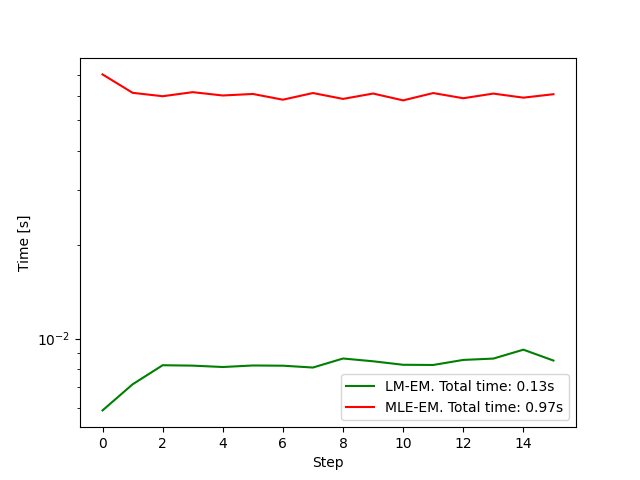 Time [s]
10⁻²
0 2 4 6 8 10 12 14
Step
LM-EM. Total time: 0.13s
MLE-EM. Total time: 0.97s